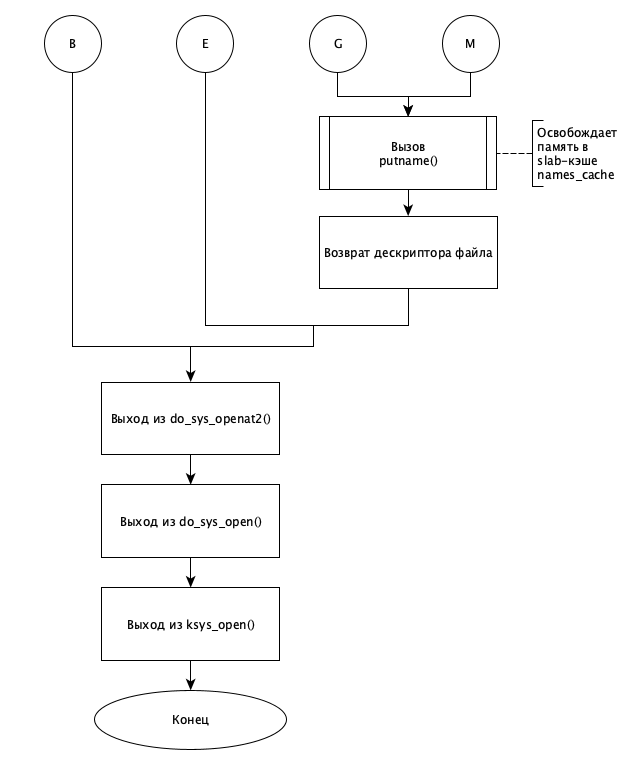 B
E
G
M
Вызов
putname()
Освобождает
память в
slab-кэше
names_cache
Возврат дескриптора файла
Выход из do_sys_openat2()
Выход из do_sys_open()
Выход из ksys_open()
Конец